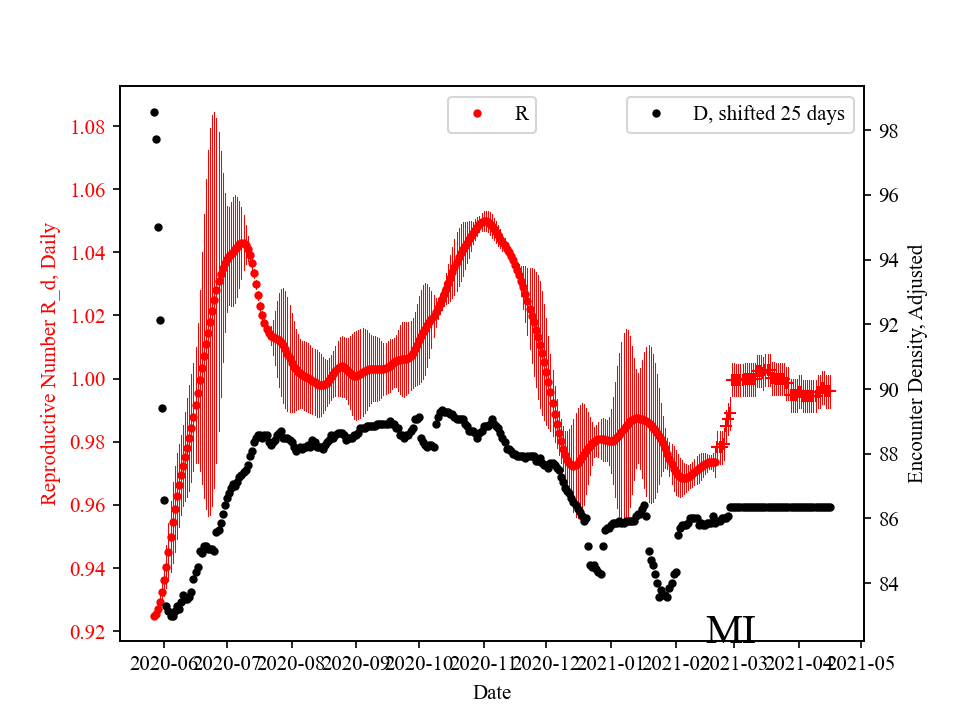 R
D, shifted 25 days
1.08
1.06
1.04
1.02
1.00
0.98
0.96
0.94
0.92
Reproductive Number R_d, Daily
98
96
94
92
90
88
86
84
Encounter Density, Adjusted
MI
2020-06 2020-07 2020-08 2020-09 2020-10 2020-11 2020-12 2021-01 2021-02 2021-03 2021-04 2021-05
Date